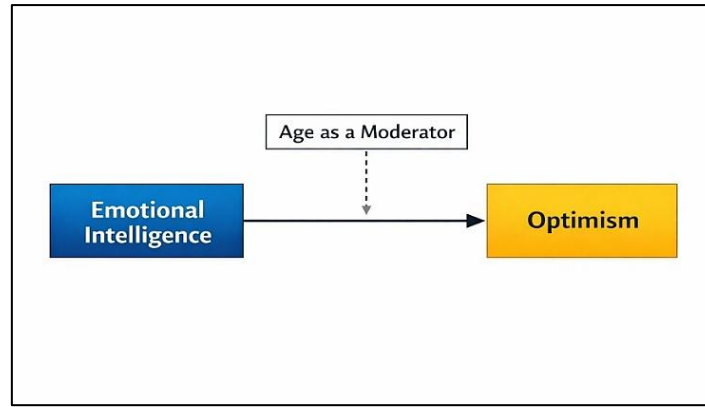 Age as a Moderator
Emotional
Intelligence
Optimism